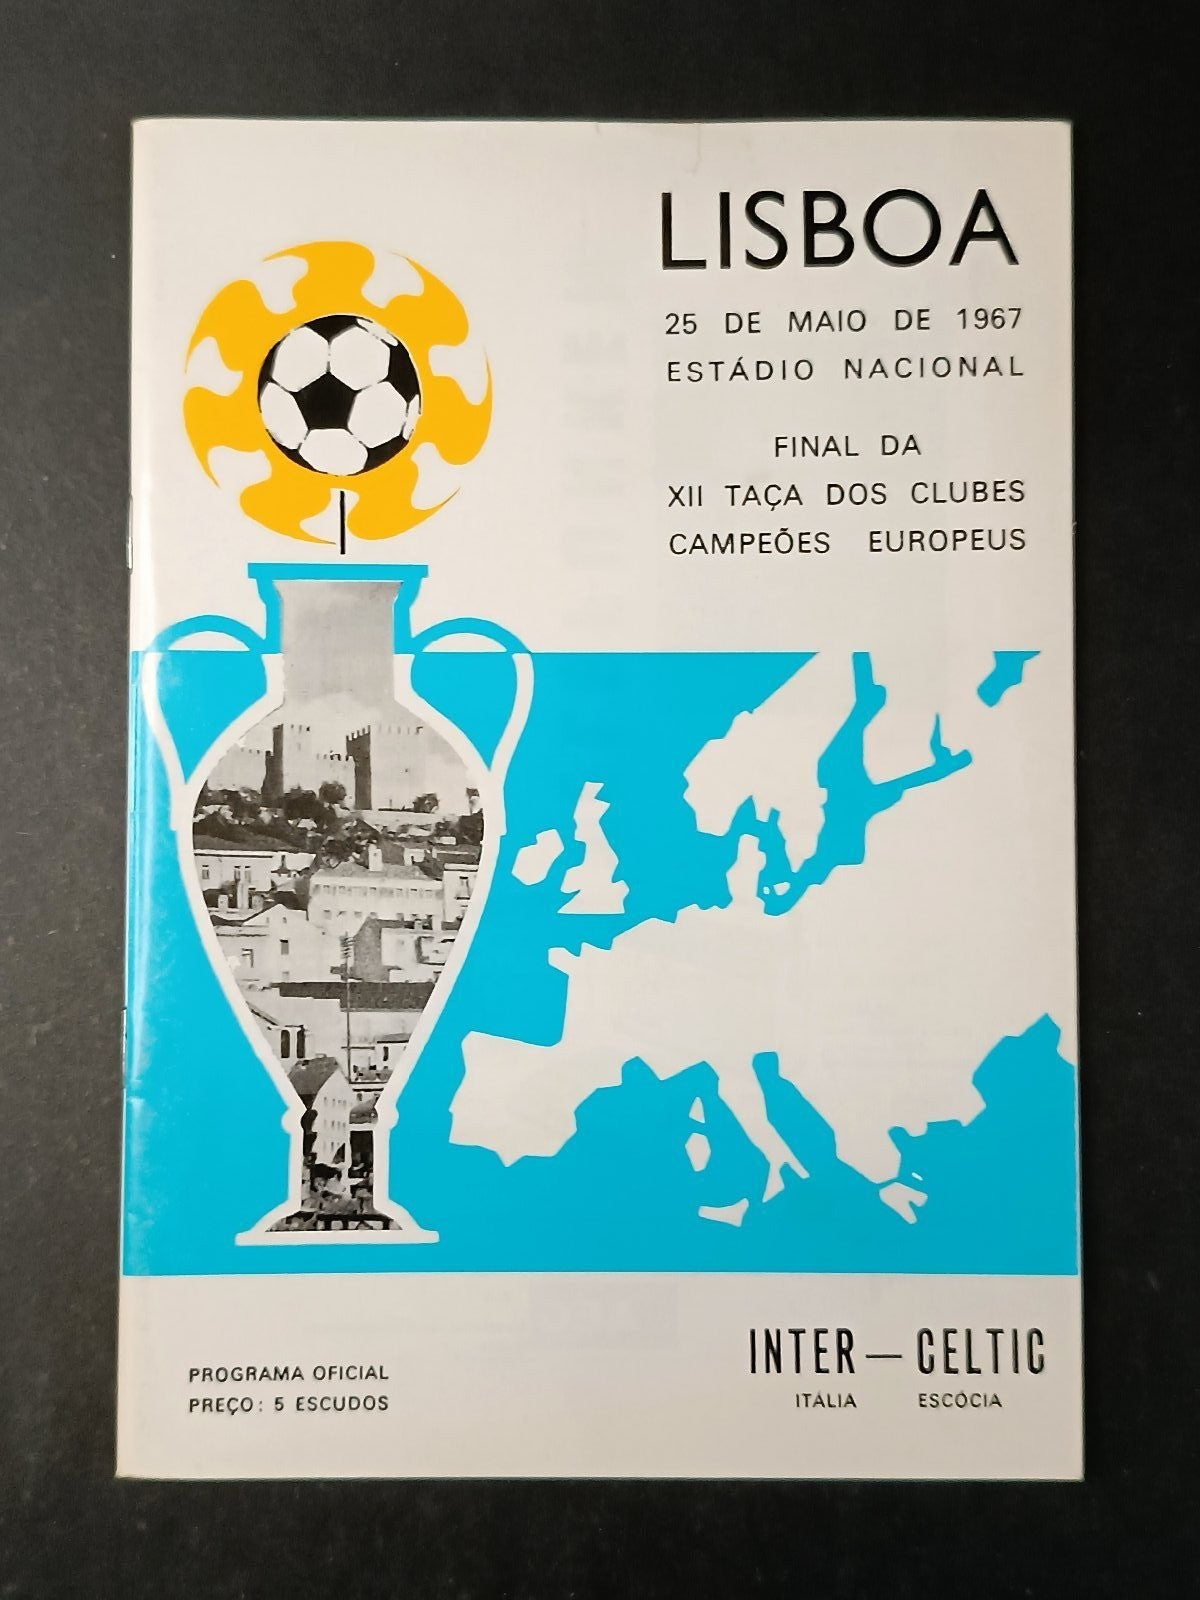 LISBOA
25 DE MAIO DE 1967
ESTÁDIO NACIONAL
FINAL DA
XII TAÇA DOS CLUBES
CAMPEÕES EUROPEUS
PROGRAMA OFICIAL
PREÇO: 5 ESCUDOS
INTER — CELTIC
ITÁLIA ESCÓCIA